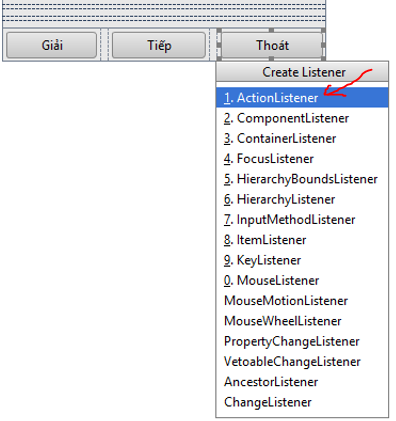 Giải Tiếp Thoát
Create Listener
1. ActionListener
2. ComponentListener
3. ContainerListener
4. FocusListener
5. HierarchyBoundsListener
6. HierarchyListener
7. InputMethodListener
8. ItemListener
9. KeyListener
0. MouseListener
MouseMotionListener
MouseWheelListener
PropertyChangeListener
VetoableChangeListener
AncestorListener
ChangeListener